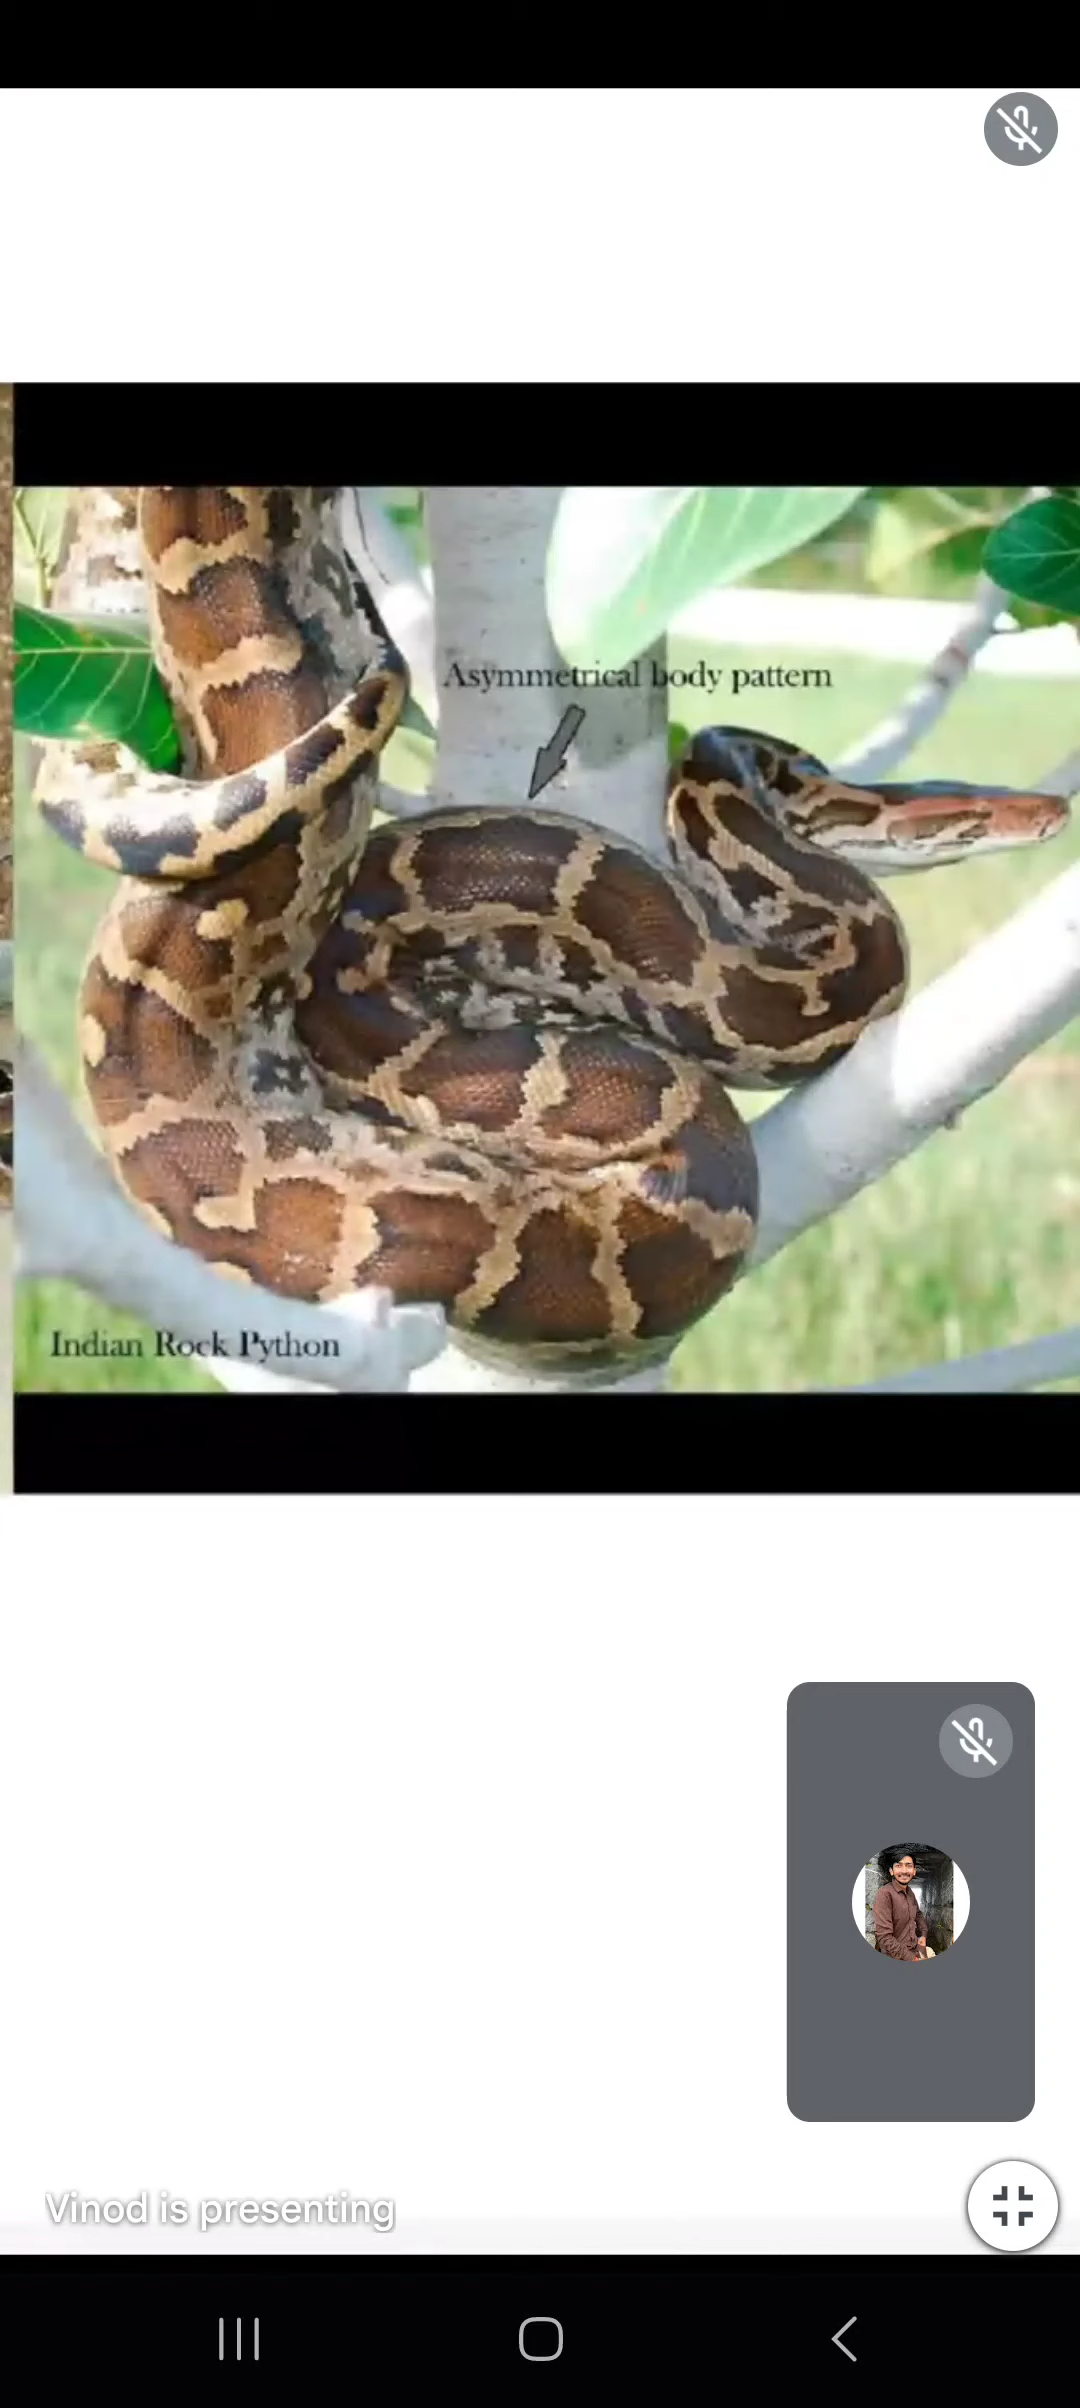 Asymmetrical body pattern
Indian Rock Python
Vinod is presenting